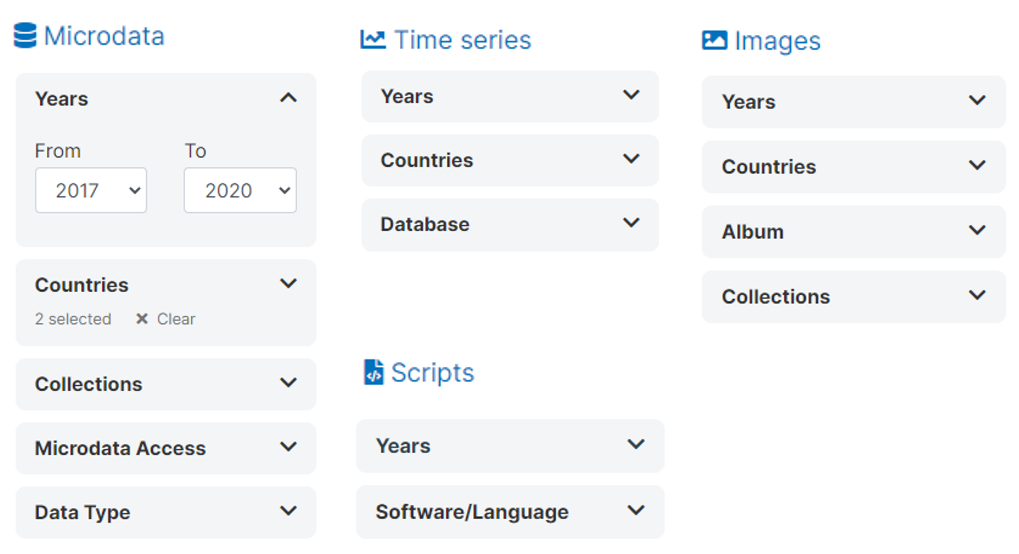 Microdata
Years
From To
2017 2020
Countries
2 selected Clear
Collections
Microdata Access
Data Type
Time series
Years
Countries
Database
Scripts
Years
Software/Language
Images
Years
Countries
Album
Collections